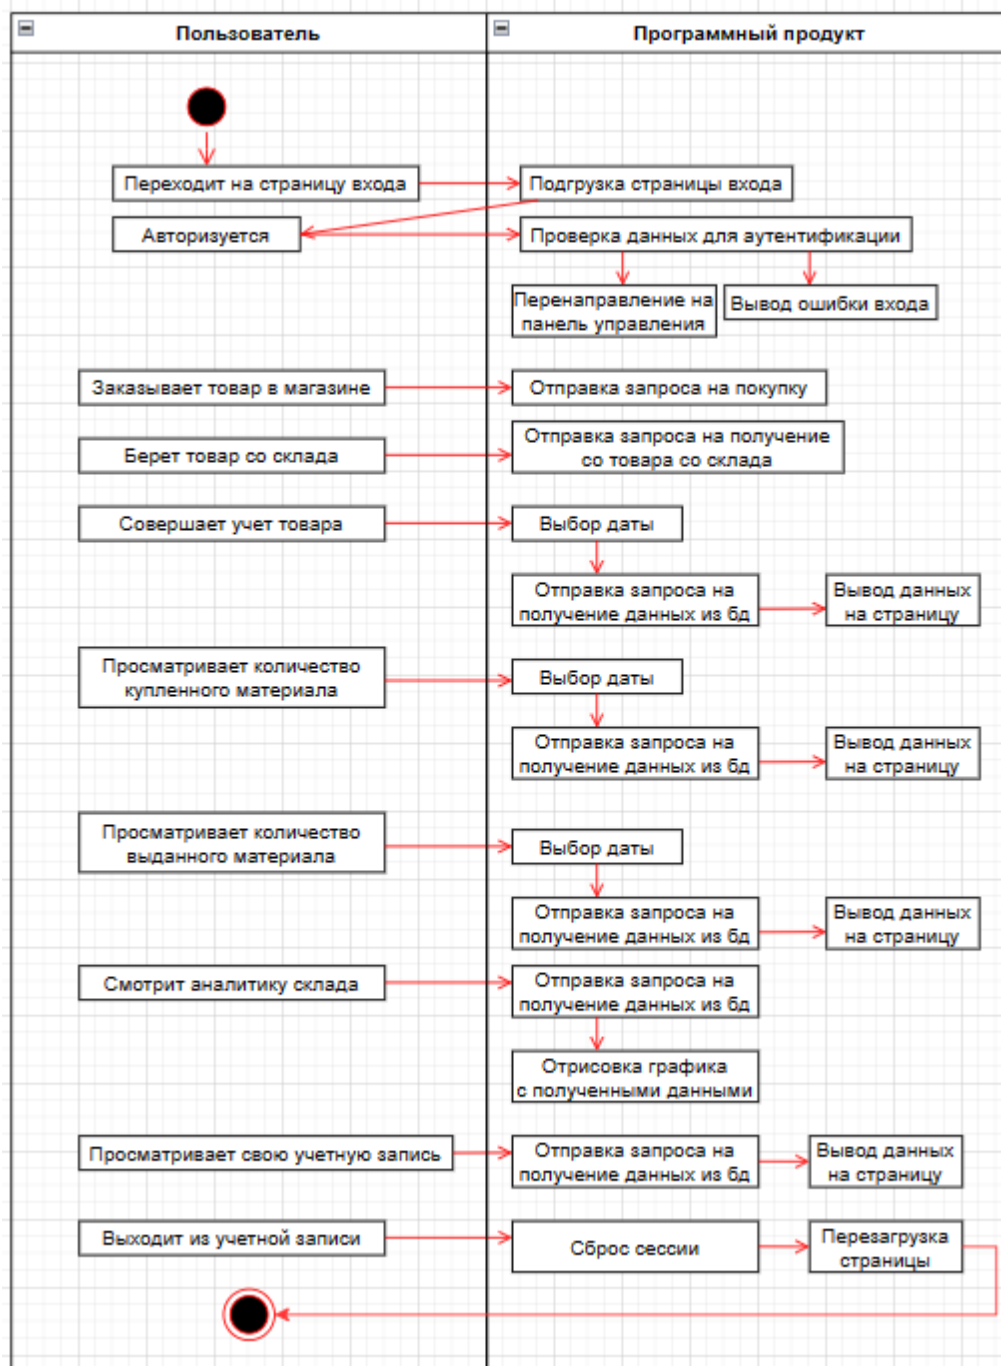 Пользователь
Программный продукт
Переходит на страницу входа
Подгрузка страницы входа
Авторизуется
Проверка данных для аутентификации
Перенаправление на
панель управления
Вывод ошибки входа
Заказывает товар в магазине
Отправка запроса на покупку
Берет товар со склада
Отправка запроса на получение
со товара со склада
Совершает учет товара
Выбор даты
Отправка запроса на
получение данных из бд
Вывод данных
на страницу
Просматривает количество
купленного материала
Выбор даты
Отправка запроса на
получение данных из бд
Вывод данных
на страницу
Просматривает количество
выданного материала
Выбор даты
Отправка запроса на
получение данных из бд
Вывод данных
на страницу
Смотрит аналитику склада
Отправка запроса на
получение данных из бд
Отрисовка графика
с полученными данными
Просматривает свою учетную запись
Отправка запроса на
получение данных из бд
Вывод данных
на страницу
Выходит из учетной записи
Сброс сессии
Перезагрузка
страницы